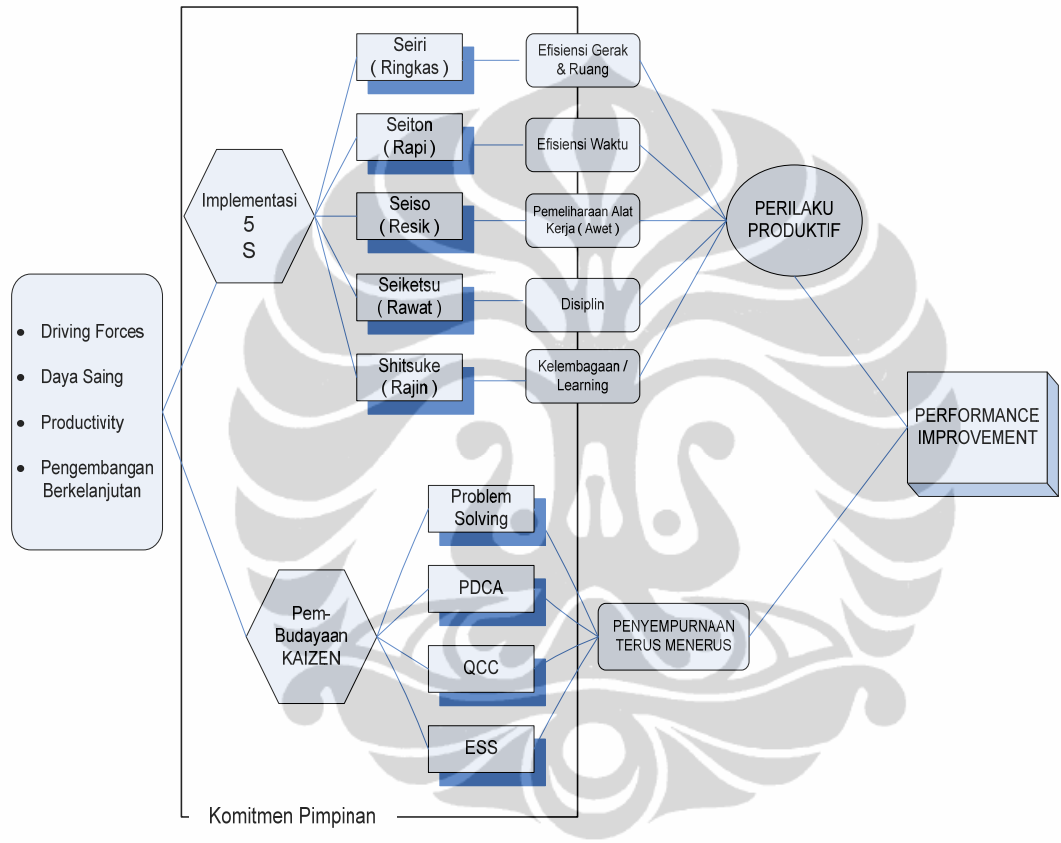 • Driving Forces
• Daya Saing
• Productivity
• Pengembangan
Berkelanjutan
Implementasi
5
S
Seiri
( Ringkas )
Efisiensi Gerak
& Ruang
Seiton
( Rapi )
Efisiensi Waktu
Seiso
( Resik )
Pemeliharaan Alat
Kerja ( Awet )
Seiketsu
( Rawat )
Disiplin
Shitsuke
( Rajin )
Kelembagaan /
Learning
PERILAKU
PRODUKTIF
PERFORMANCE
IMPROVEMENT
Pem-
Budayaan
KAIZEN
Problem
Solving
PDCA
QCC
ESS
PENYEMPURNAAN
TERUS MENERUS
Komitmen Pimpinan